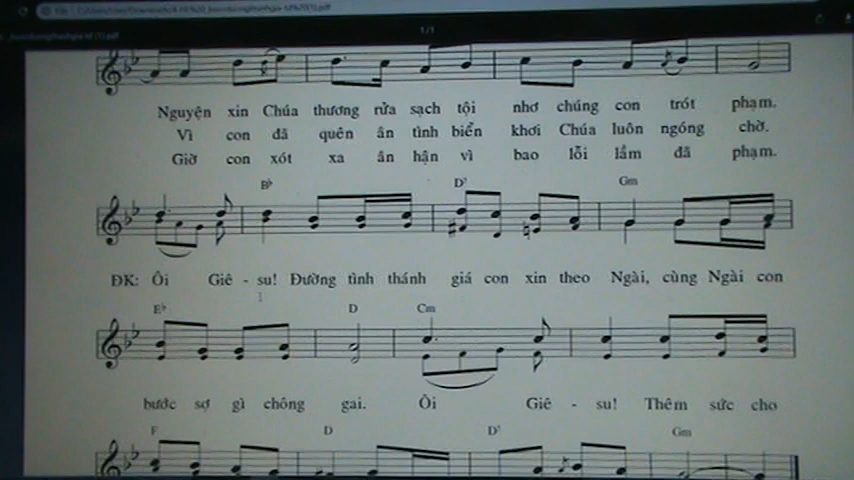 1/1
Nguyện xin Chúa thương rửa sạch tội nhơ chúng con trót phạm.
Vì con đã quên ân tình biển khơi Chúa luôn ngóng chờ.
Giờ con xót xa ân hận vì bao lỗi lầm đã phạm.
B♭ D⁷ Gm
ĐK: Ôi Giê - su! Đường tình thánh giá con xin theo Ngài, cùng Ngài con
E♭ D Cm
bước sợ gì chông gai. Ôi Giê - su! Thêm sức cho
F D D⁷ Gm